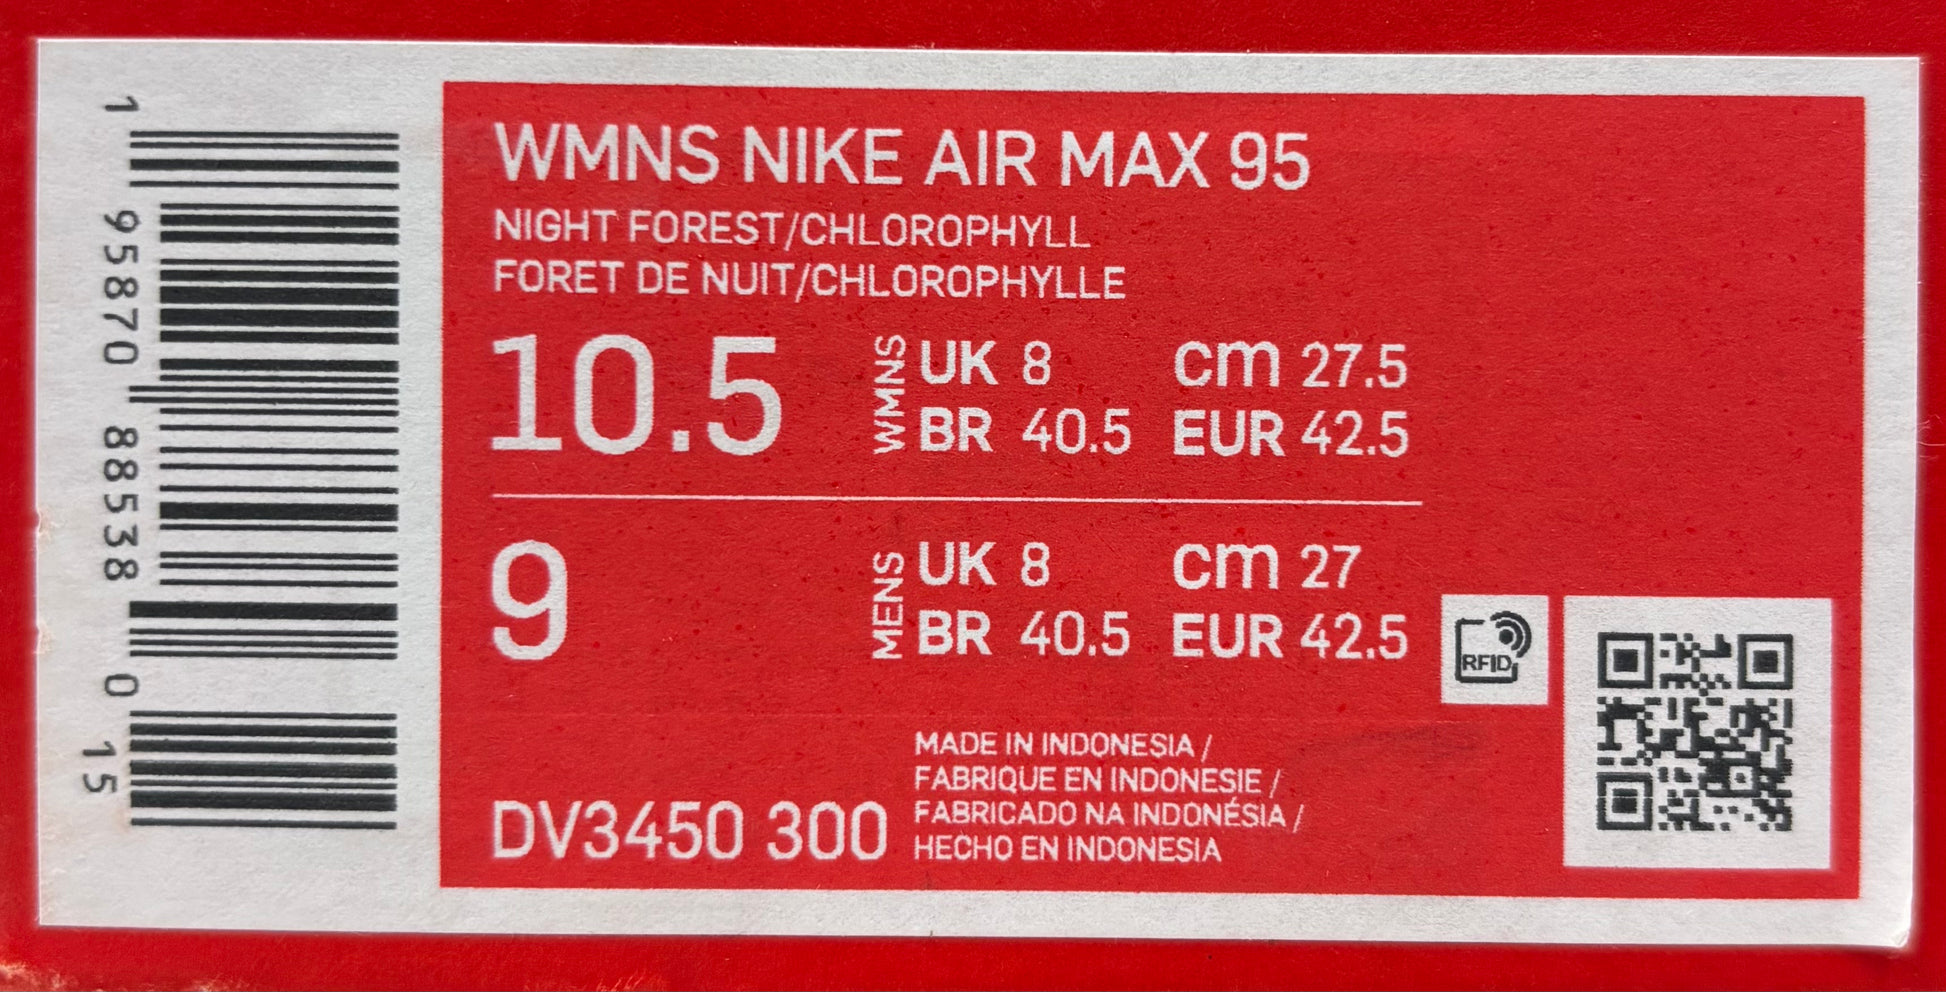 1 95870 88538 0 15
WMNS NIKE AIR MAX 95
NIGHT FOREST/CHLOROPHYLL
FORET DE NUIT/CHLOROPHYLLE
10.5 WMNS UK 8 cm 27.5
BR 40.5 EUR 42.5
9 MENS UK 8 cm 27
BR 40.5 EUR 42.5
RFID
DV3450 300
MADE IN INDONESIA /
FABRIQUE EN INDONESIE /
FABRICADO NA INDONÉSIA /
HECHO EN INDONESIA